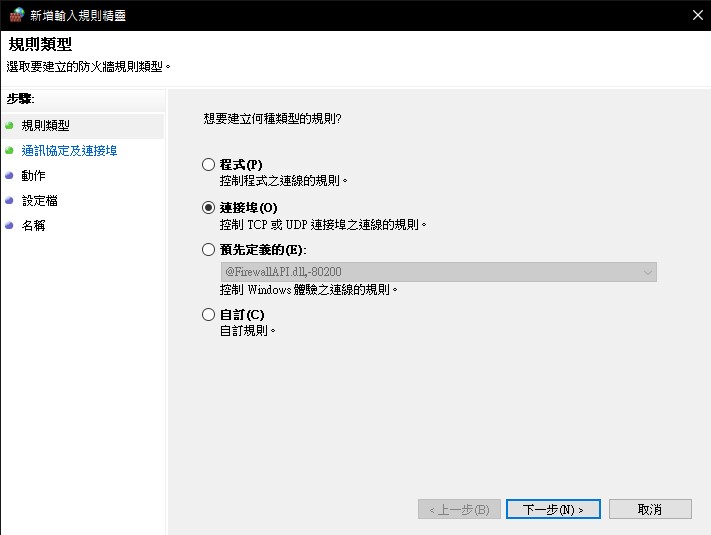 新增輸入規則精靈
規則類型
選取要建立的防火牆規則類型。
步驟:
規則類型
通訊協定及連接埠
動作
設定檔
名稱
想要建立何種類型的規則?
程式(P)
控制程式之連線的規則。
連接埠(O)
控制 TCP 或 UDP 連接埠之連線的規則。
預先定義的(E):
@FirewallAPI.dll,-80200
控制 Windows 體驗之連線的規則。
自訂(C)
自訂規則。
< 上一步(B)
下一步(N) >
取消